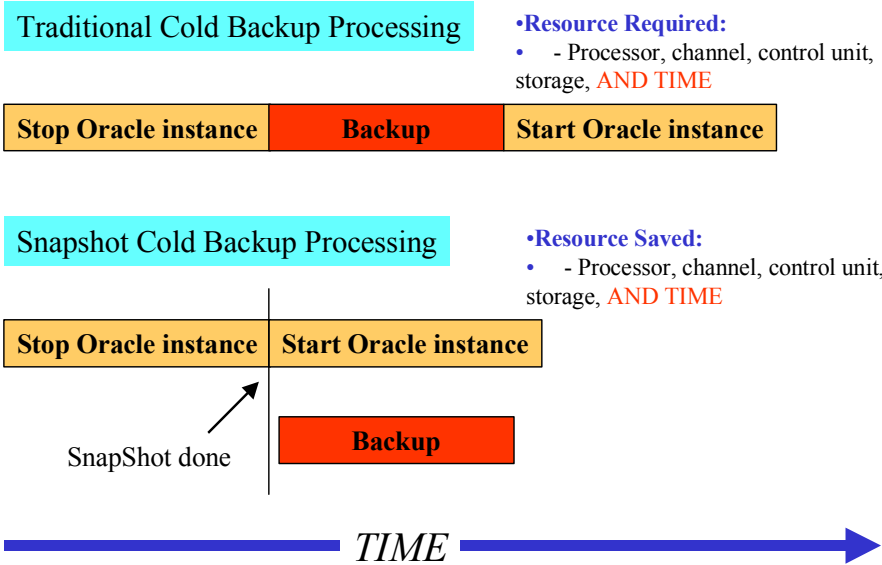 Traditional Cold Backup Processing
•Resource Required:
• - Processor, channel, control unit,
storage, AND TIME
Stop Oracle instance
Backup
Start Oracle instance
Snapshot Cold Backup Processing
•Resource Saved:
• - Processor, channel, control unit,
storage, AND TIME
Stop Oracle instance
Start Oracle instance
SnapShot done
Backup
TIME